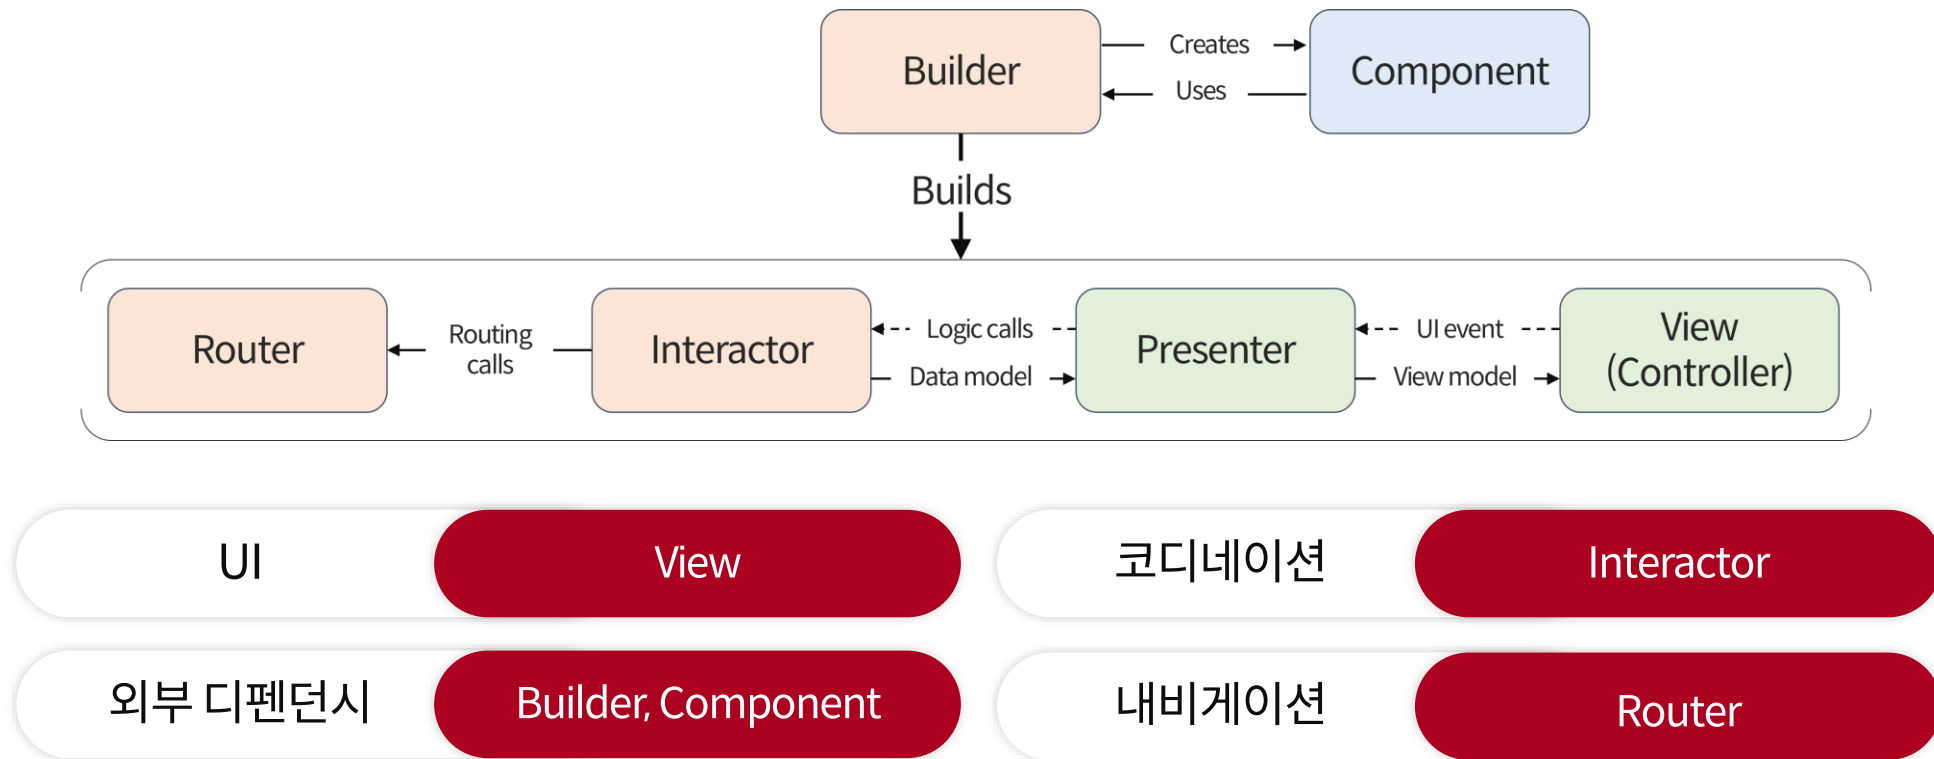 Builder
Creates
Uses
Component
Builds
Router
Routing
calls
Interactor
Logic calls
Data model
Presenter
UI event
View model
View
(Controller)
UI
View
코디네이션
Interactor
외부 디펜던시
Builder, Component
내비게이션
Router